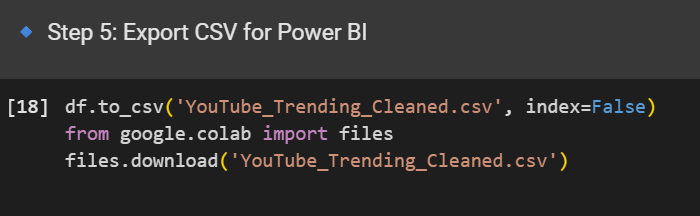 Step 5: Export CSV for Power BI
[18] df.to_csv('YouTube_Trending_Cleaned.csv', index=False)
from google.colab import files
files.download('YouTube_Trending_Cleaned.csv')